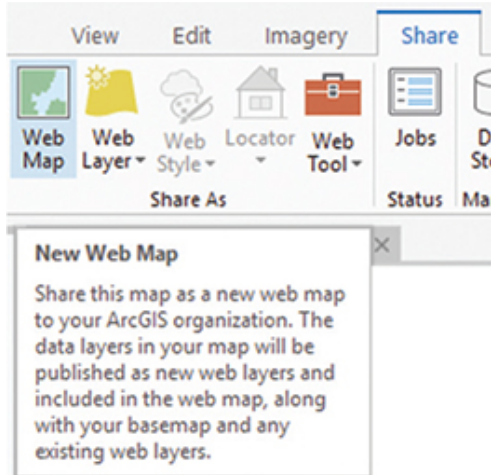 View Edit Imagery Share
Web Map
Web Layer
Web Style
Locator
Web Tool
Jobs
Share As
Status
New Web Map
Share this map as a new web map
to your ArcGIS organization. The
data layers in your map will be
published as new web layers and
included in the web map, along
with your basemap and any
existing web layers.